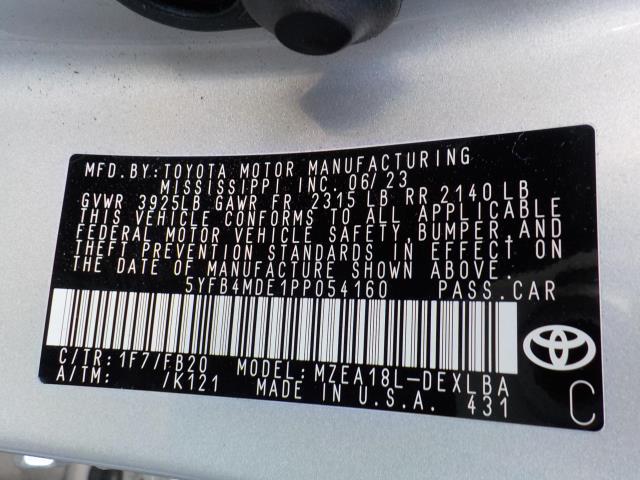 MFD.BY:TOYOTA MOTOR MANUFACTURING
MISSISSIPPI INC. 06/23
GVWR 3925LB GAWR FR 2315 LB RR 2140 LB
THIS VEHICLE CONFORMS TO ALL APPLICABLE
FEDERAL MOTOR VEHICLE SAFETY, BUMPER, AND
THEFT PREVENTION STANDARDS IN EFFECT ON
THE DATE OF MANUFACTURE SHOWN ABOVE.
5YFB4MDE1PP054160 PASS.CAR
C/TR: 1F7/FB20 MODEL: MZEA18L-DEXLBA
A/TM: /K121 MADE IN U.S.A. 431
C